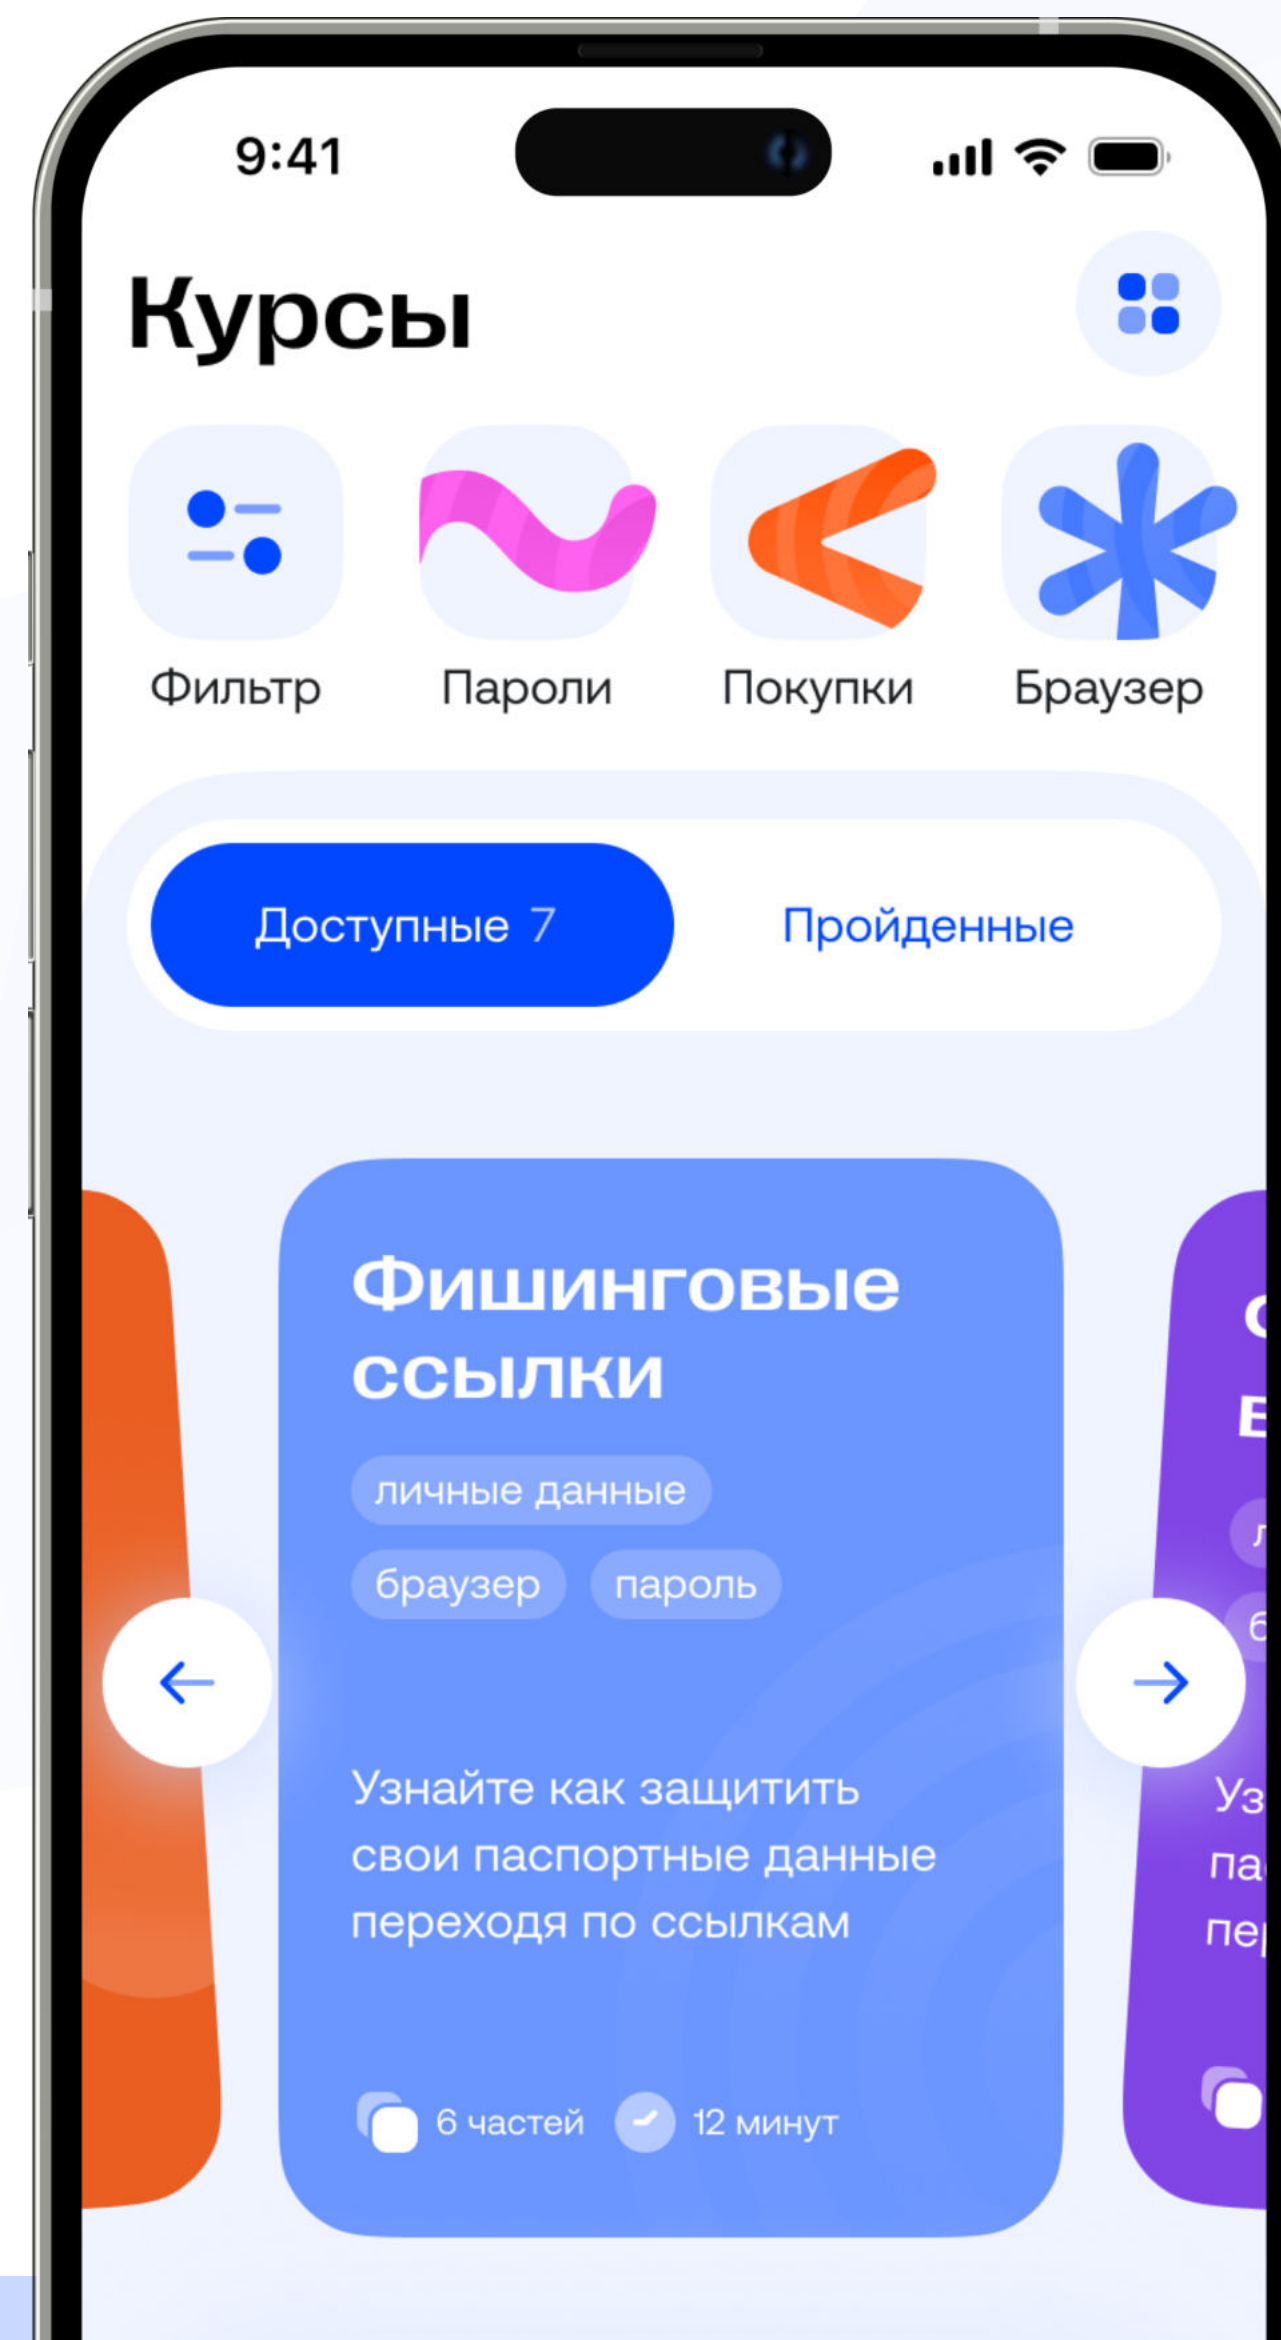 9:41
Курсы
Фильтр
Пароли
Покупки
Браузер
Доступные 7
Пройденные
Фишинговые
ссылки
личные данные
браузер пароль
Узнайте как защитить
свои паспортные данные
переходя по ссылкам
6 частей 12 минут